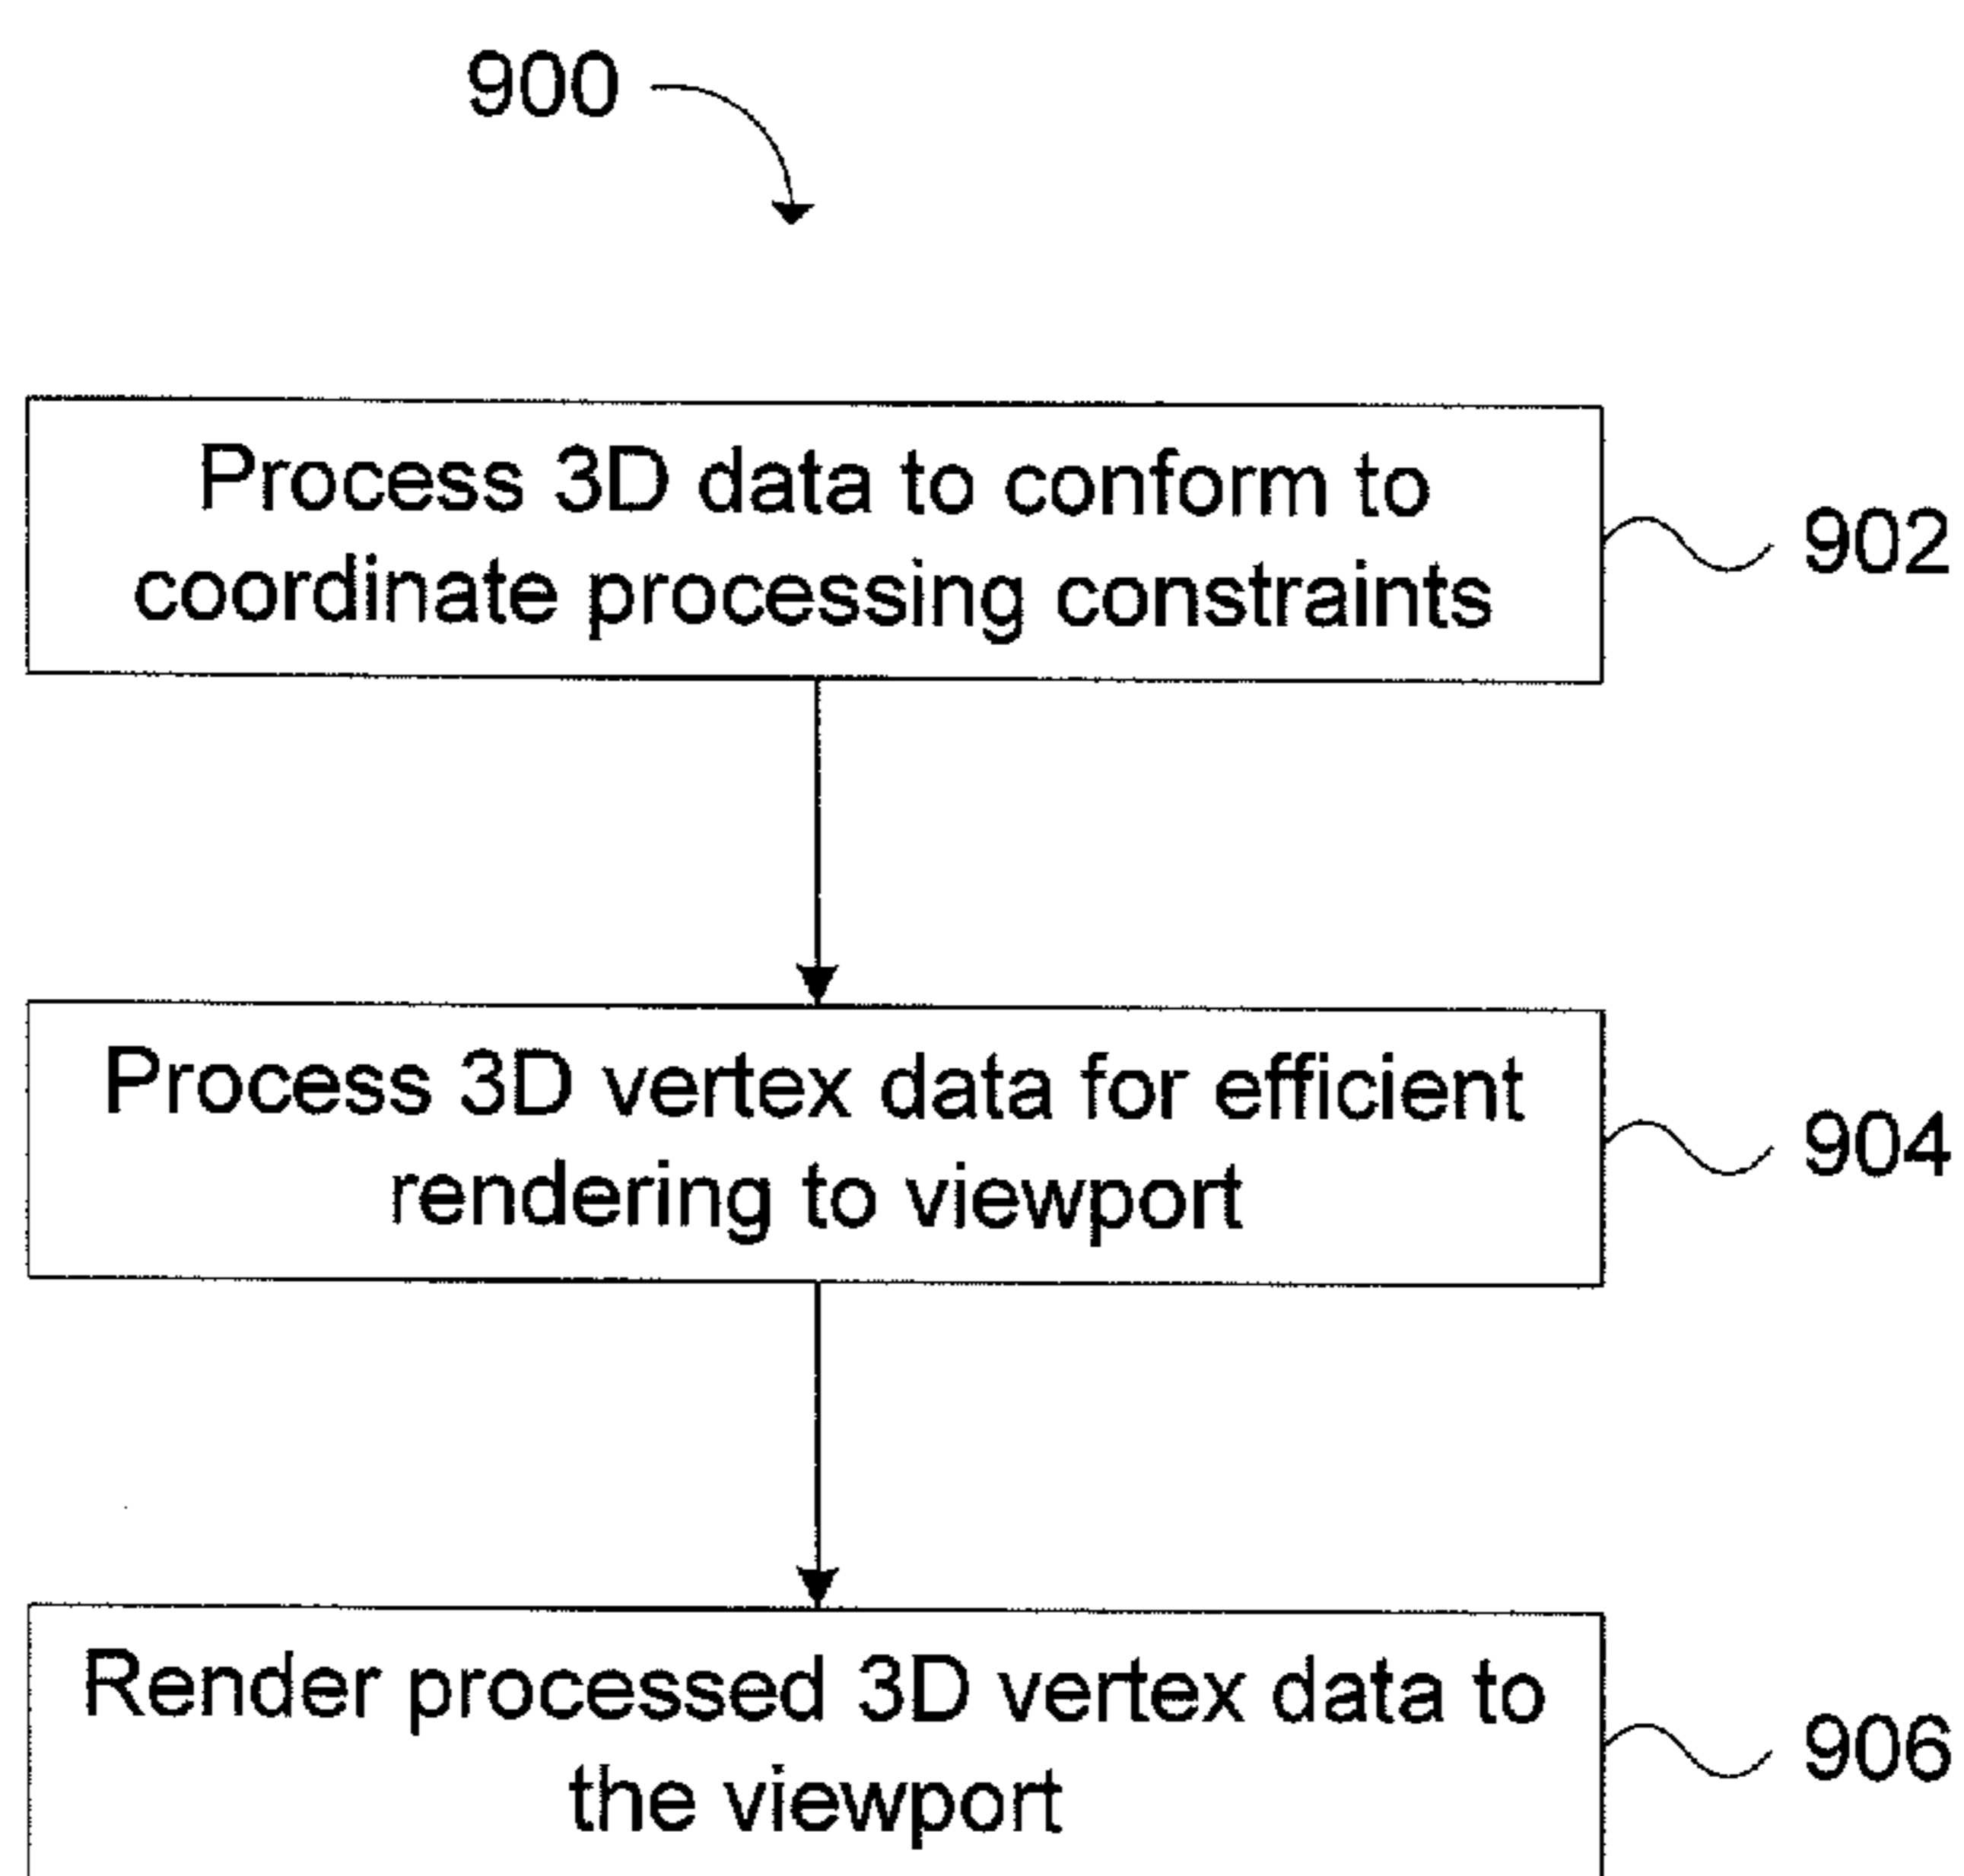 900
Process 3D data to conform to
coordinate processing constraints
902
Process 3D vertex data for efficient
rendering to viewport
904
Render processed 3D vertex data to
the viewport
906